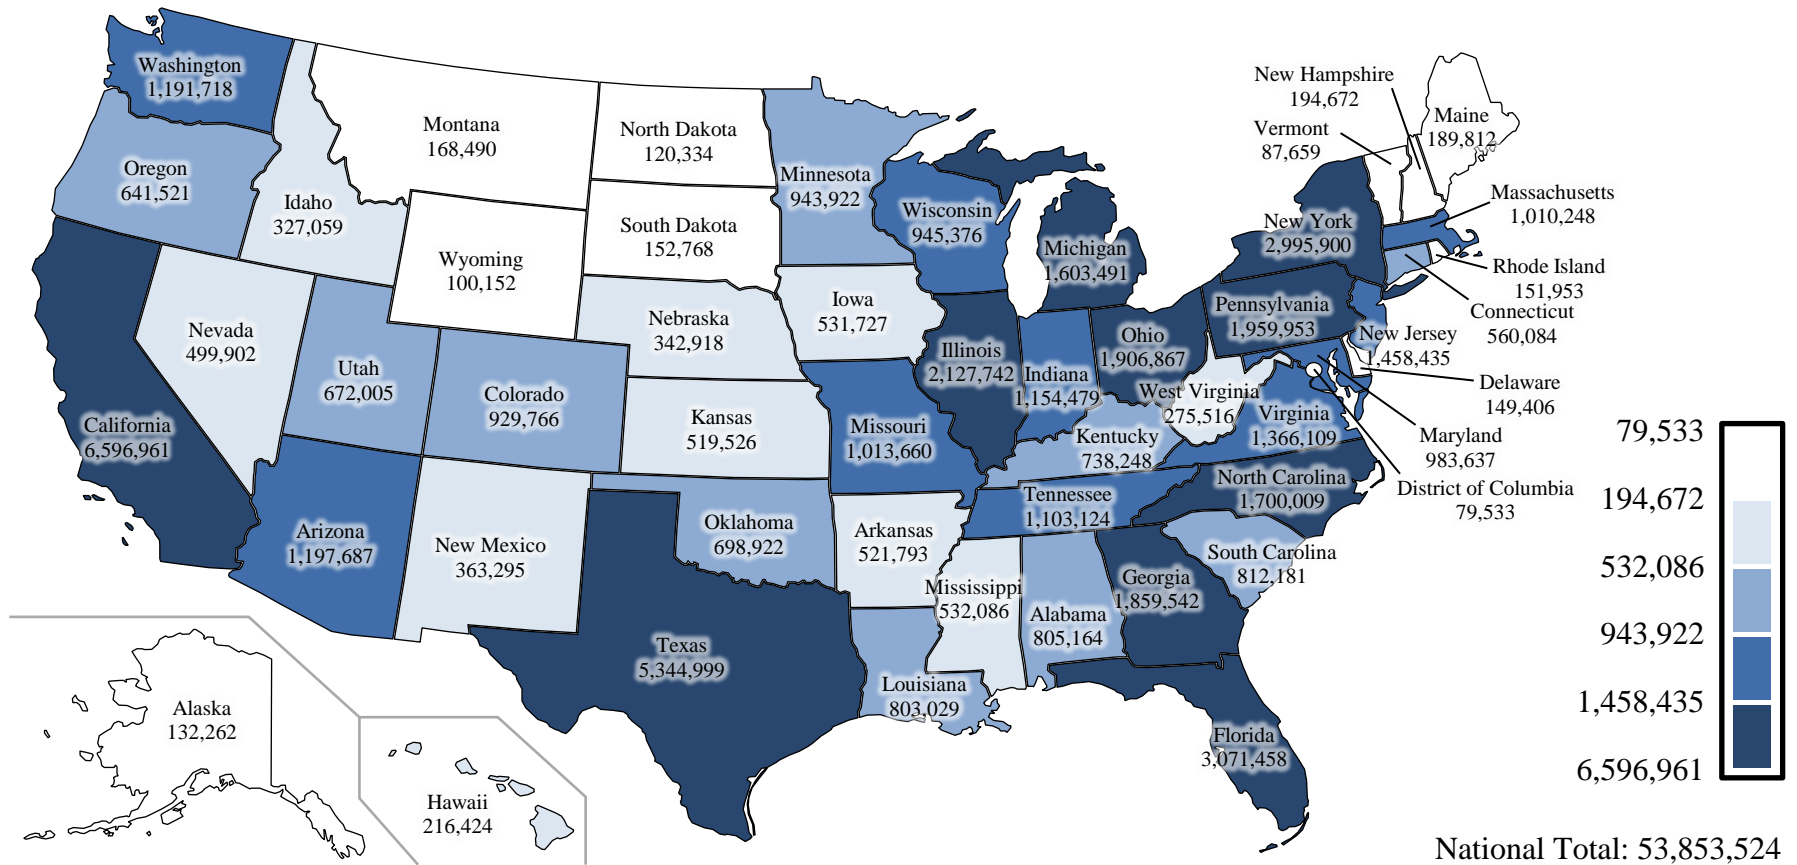 Washington
1,191,718
Oregon
641,521
Idaho
327,059
Montana
168,490
North Dakota
120,334
Minnesota
943,922
South Dakota
152,768
Wyoming
100,152
Wisconsin
945,376
Michigan
1,603,491
New Hampshire
194,672
Vermont
87,659
Maine
189,812
Massachusetts
1,010,248
New York
2,995,900
Rhode Island
151,953
Connecticut
560,084
Pennsylvania
1,959,953
New Jersey
1,458,435
Delaware
149,406
Maryland
983,637
District of Columbia
79,533
Nevada
499,902
Utah
672,005
Colorado
929,766
Nebraska
342,918
Iowa
531,727
Kansas
519,526
Missouri
1,013,660
Illinois
2,127,742
Indiana
1,154,479
Ohio
1,906,867
West Virginia
275,516
Virginia
1,366,109
Kentucky
738,248
North Carolina
1,700,009
Tennessee
1,103,124
South Carolina
812,181
California
6,596,961
Arizona
1,197,687
New Mexico
363,295
Oklahoma
698,922
Arkansas
521,793
Mississippi
532,086
Alabama
805,164
Georgia
1,859,542
Texas
5,344,999
Louisiana
803,029
Florida
3,071,458
Alaska
132,262
Hawaii
216,424
79,533
194,672
532,086
943,922
1,458,435
6,596,961
National Total: 53,853,524